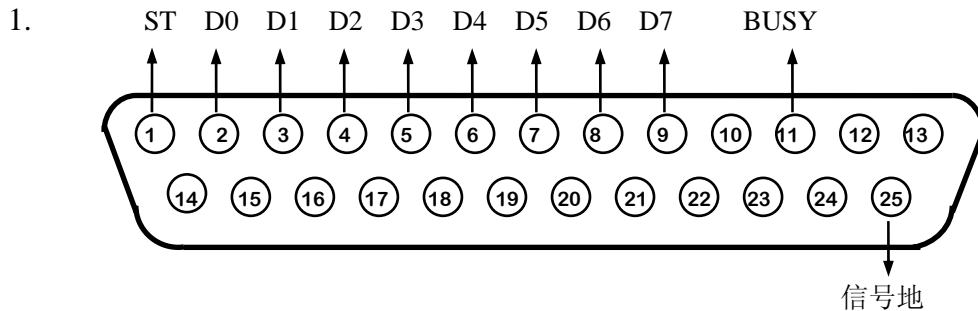 1. ST D0 D1 D2 D3 D4 D5 D6 D7 BUSY
1 2 3 4 5 6 7 8 9 10 11 12 13
14 15 16 17 18 19 20 21 22 23 24 25
信号地